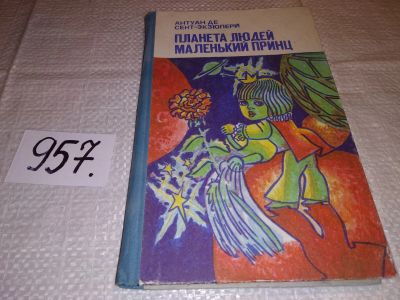 АНТУАН ДЕ
СЕНТ-ЭКЗЮПЕРИ
ПЛАНЕТА ЛЮДЕЙ
МАЛЕНЬКИЙ ПРИНЦ
957.